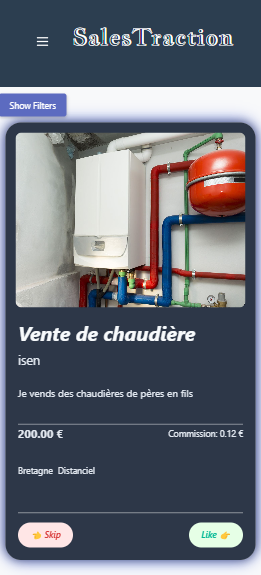 SalesTraction
Show Filters
Vente de chaudière
isen
Je vends des chaudières de pères en fils
200.00 € Commission: 0.12 €
Bretagne Distanciel
👈 Skip Like 👉